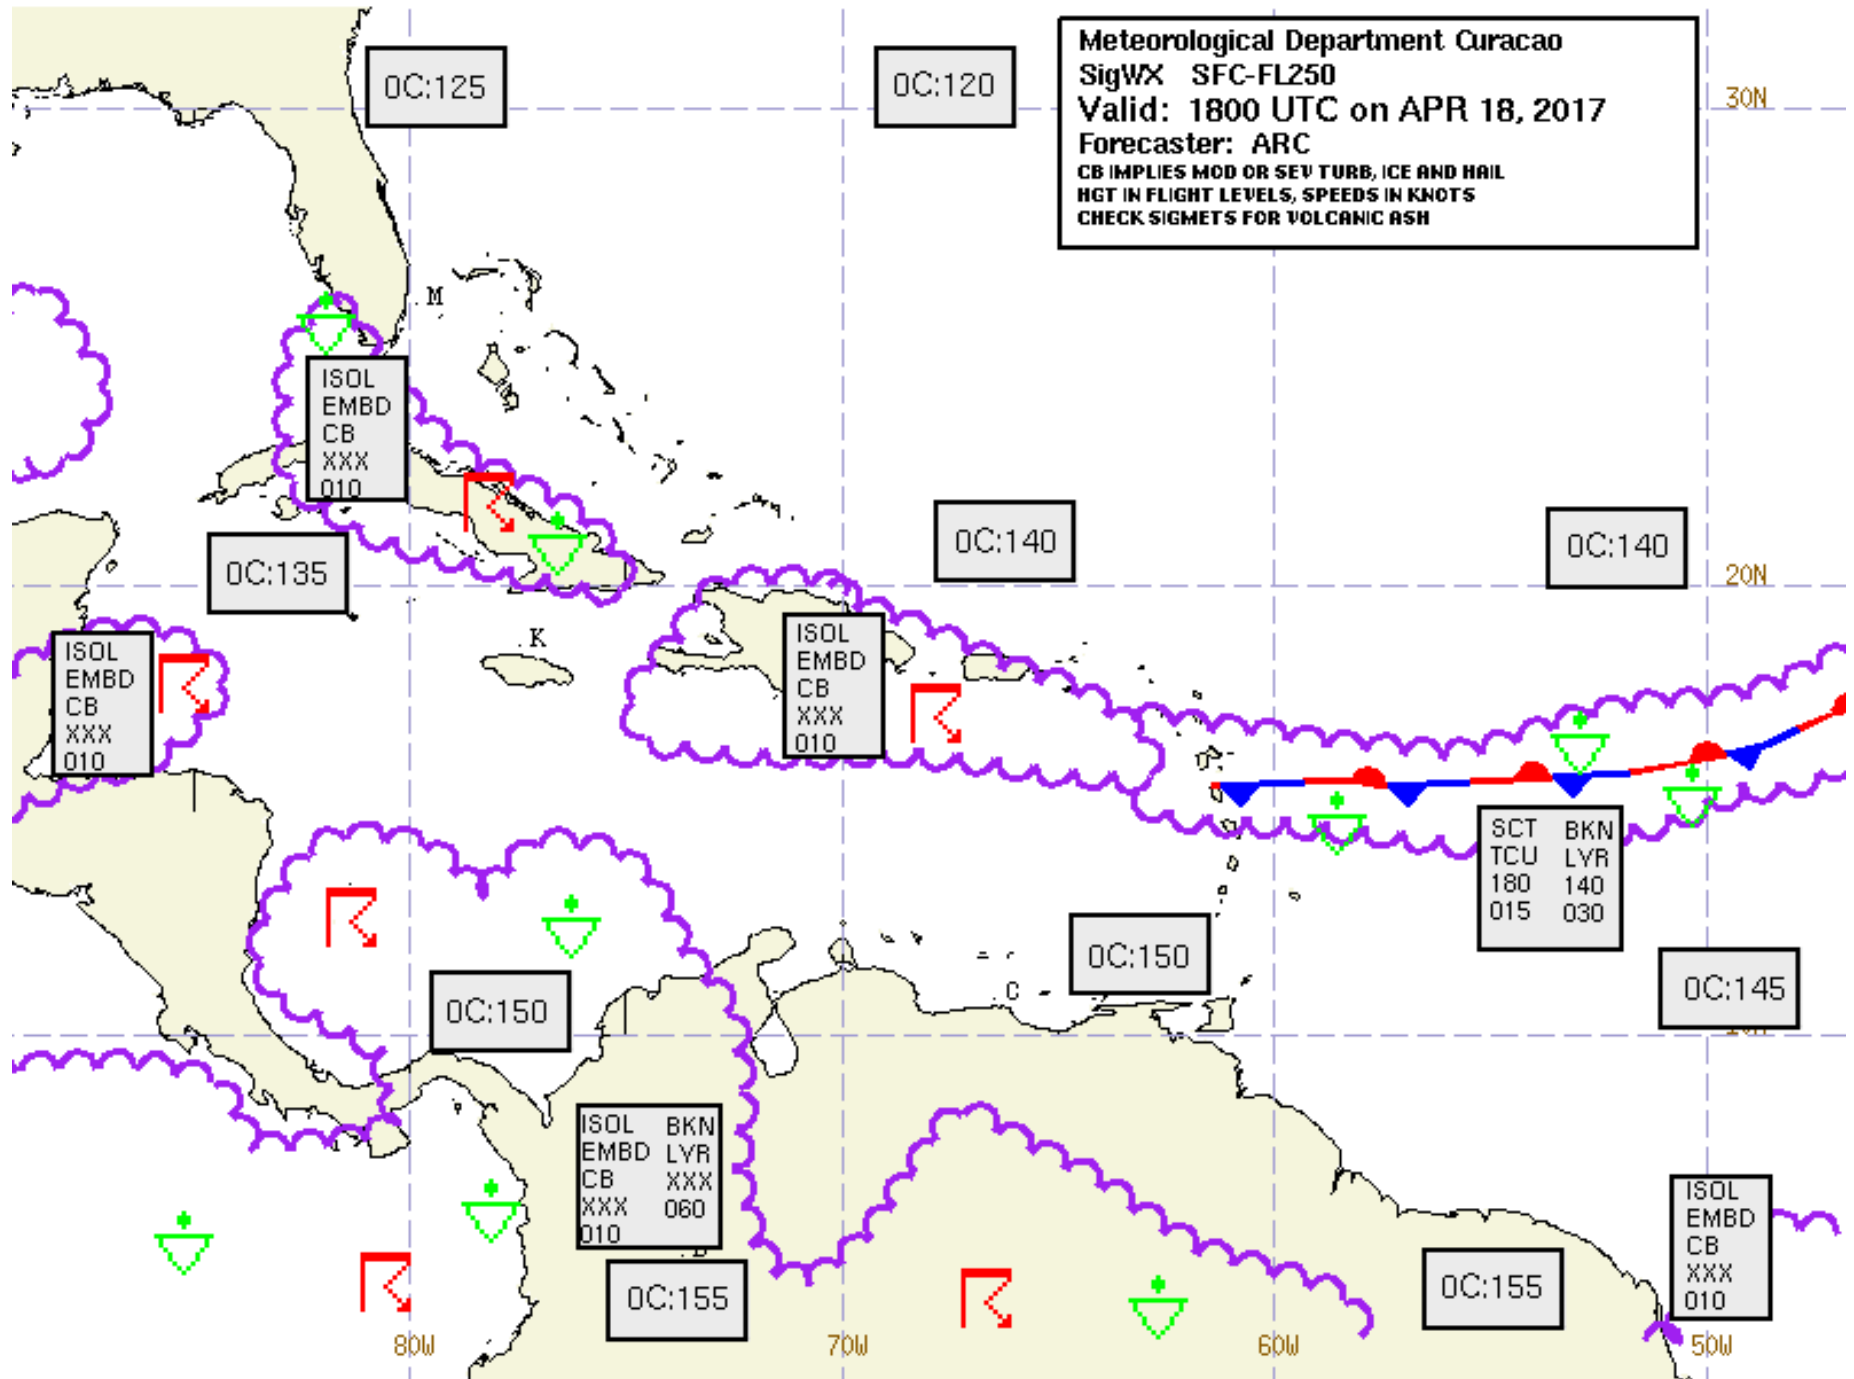 Meteorological Department Curacao
SigWX SFC-FL250
Valid: 1800 UTC on APR 18, 2017
Forecaster: ARC
CB IMPLIES MOD OR SEV TURB, ICE AND HAIL
HGT IN FLIGHT LEVELS, SPEEDS IN KNOTS
CHECK SIGMETS FOR VOLCANIC ASH
0C:125
0C:120
30N
M
ISOL
EMBD
CB
XXX
010
0C:135
0C:140
0C:140
20N
K
ISOL
EMBD
CB
XXX
010
ISOL
EMBD
CB
XXX
010
SCT BKN
TCU LYR
180 140
015 030
0C:150
0C:150
0C:145
C
ISOL BKN
EMBD LYR
CB XXX
XXX 060
010
ISOL
EMBD
CB
XXX
010
0C:155
0C:155
80W
70W
60W
50W